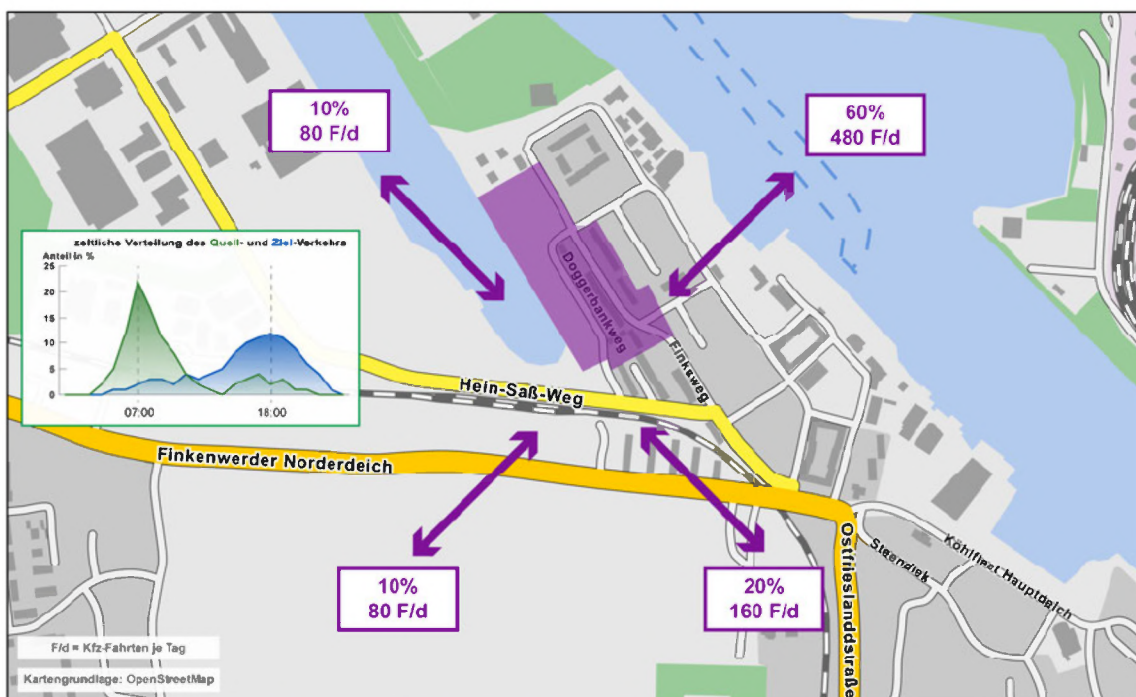 10%
80 F/d
60%
480 F/d
zeitliche Verteilung des Quell- und Ziel-Verkehrs
Anteil in %
25
20
15
10
5
0
07:00
18:00
Doggerbankweg
Finksweg
Hein-Saß-Weg
Finkenwerder Norderdeich
10%
80 F/d
20%
160 F/d
Ostfrieslanddstraße
Steendiek
Köhlfleet Hauptdeich
F/d = Kfz-Fahrten je Tag
Kartengrundlage: OpenStreetMap